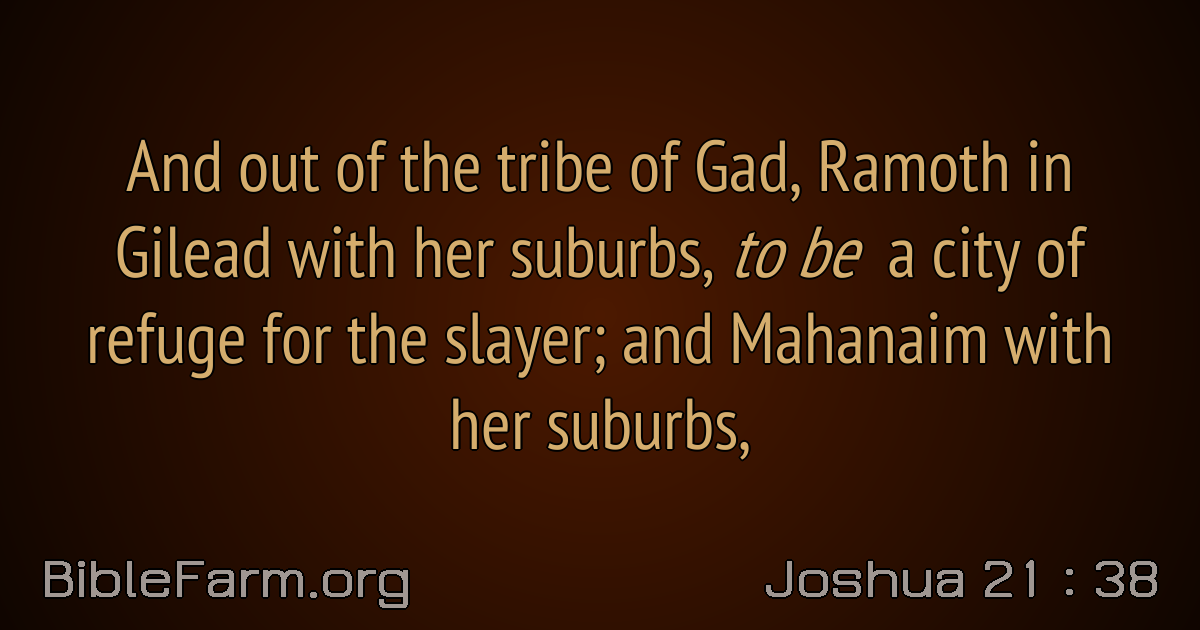 And out of the tribe of Gad, Ramoth in
Gilead with her suburbs, to be a city of
refuge for the slayer; and Mahanaim with
her suburbs,
BibleFarm.org
Joshua 21 : 38